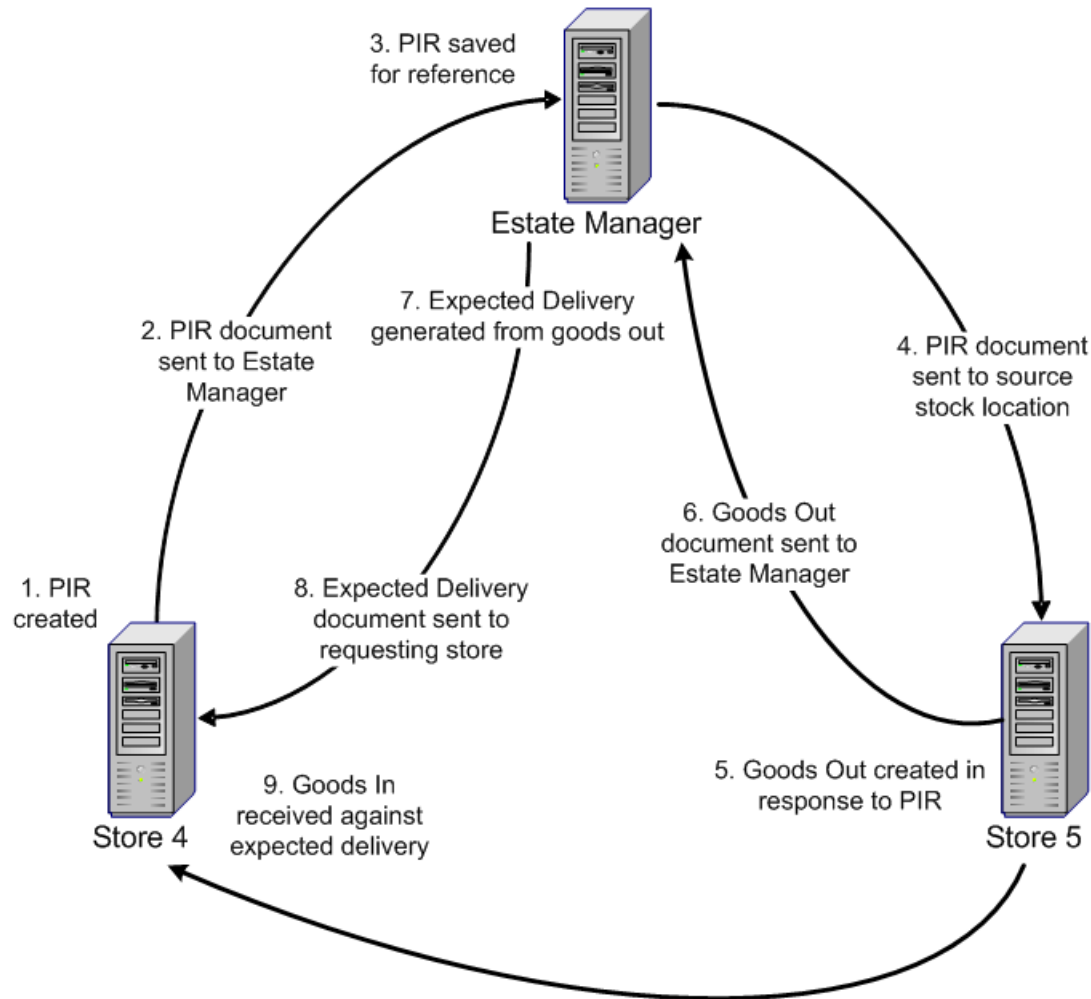 3. PIR saved
for reference
Estate Manager
2. PIR document
sent to Estate
Manager
7. Expected Delivery
generated from goods out
4. PIR document
sent to source
stock location
6. Goods Out
document sent to
Estate Manager
1. PIR
created
8. Expected Delivery
document sent to
requesting store
5. Goods Out created in
response to PIR
9. Goods In
received against
expected delivery
Store 4
Store 5